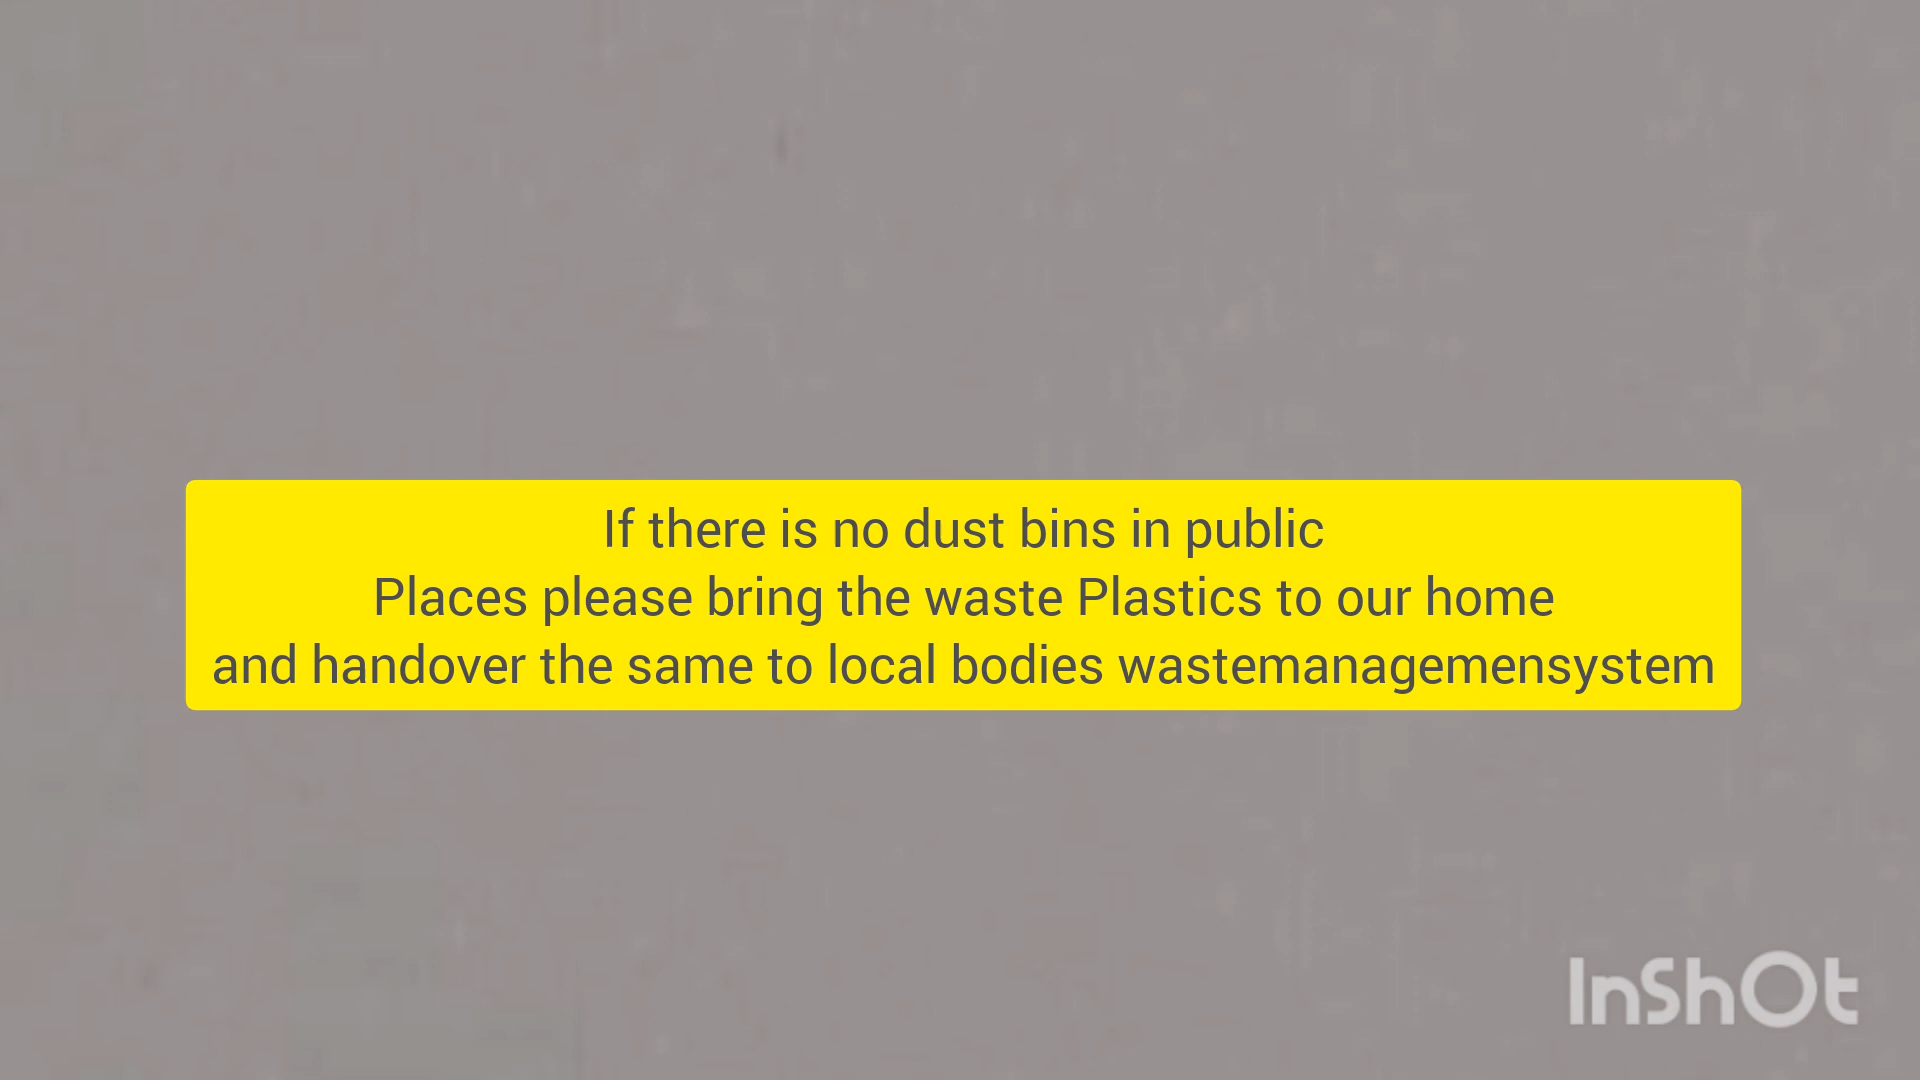 If there is no dust bins in public
Places please bring the waste Plastics to our home
and handover the same to local bodies wastemanagemensystem
InShOt